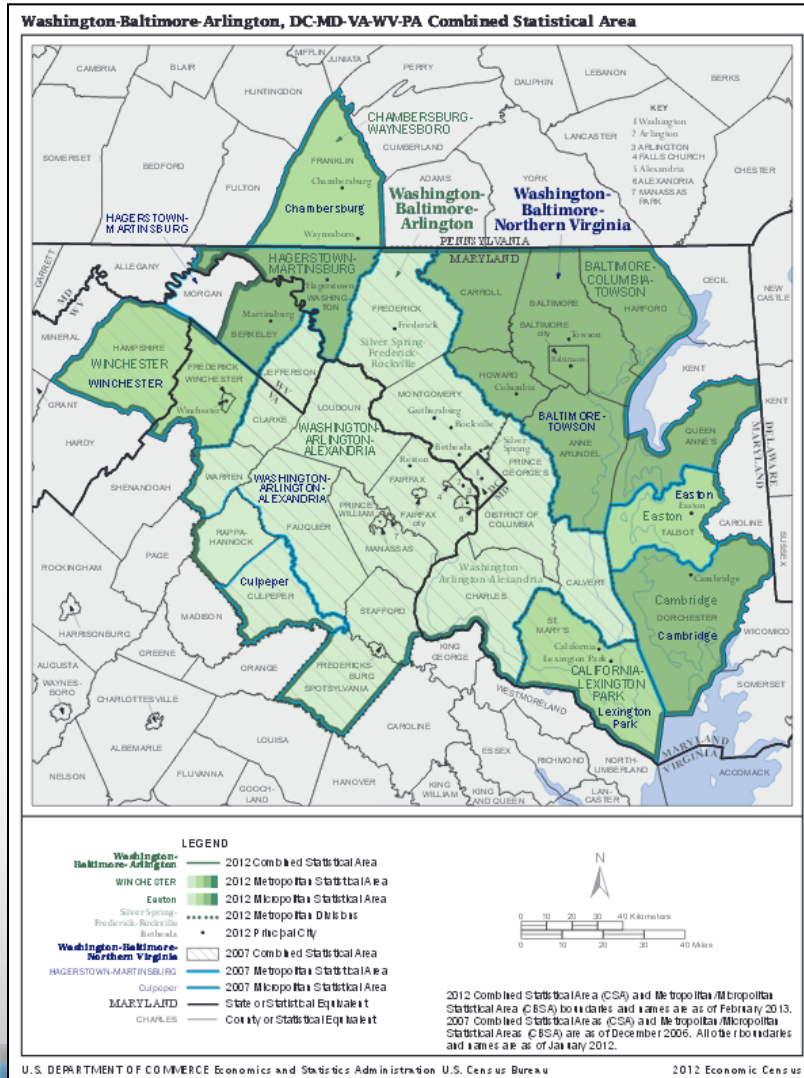 Washington-Baltimore-Arlington, DC-MD-VA-WV-PA Combined Statistical Area
MIFFLIN
JUNIATA
PERRY
CAMBRIA
BLAIR
HUNTINGDON
DAUPHIN
LEBANON
BERKS
KEY
1 Washington
2 Arlington
3 ARLINGTON
4 FALLS CHURCH
5 Alexandria
6 ALEXANDRIA
7 MANASSAS
PARK
CHAMBERSBURG-
WAYNESBORO
CUMBERLAND
LANCASTER
SOMERSET
BEDFORD
FULTON
FRANKLIN
Chambersburg
ADAMS
YORK
CHESTER
Chambersburg
Waynesboro
HAGERSTOWN-
MARTINSBURG
Washington-
Baltimore-
Arlington
Washington-
Baltimore-
Northern Virginia
PENNSYLVANIA
MARYLAND
GARRETT
ALLEGANY
MD
WV
MORGAN
HAGERSTOWN-
MARTINSBURG
Hagerstown
WASHING-
TON
FREDERICK
Frederick
CARROLL
BALTIMORE
BALTIMORE-
COLUMBIA-
TOWSON
HARFORD
CECIL
NEW
CASTLE
MINERAL
HAMPSHIRE
WINCHESTER
WINCHESTER
Martinsburg
BERKELEY
FREDERICK
WINCHESTER
Winchester
JEFFERSON
WV
VA
Silver Spring-
Frederick-
Rockville
BALTIMORE
city
Towson
Baltimore
KENT
KENT
GRANT
HARDY
CLARKE
LOUDOUN
MONTGOMERY
Gaithersburg
Rockville
HOWARD
Columbia
BALTIMORE-
TOWSON
ANNE
ARUNDEL
QUEEN
ANNE'S
DELAWARE
MARYLAND
WASHINGTON-
ARLINGTON-
ALEXANDRIA
Bethesda
Silver
Spring
PRINCE
GEORGE'S
SHENANDOAH
WARREN
WASHINGTON-
ARLINGTON-
ALEXANDRIA
Reston
FAIRFAX
FAIRFAX
city
1
4
6
DC
MD
DISTRICT OF
COLUMBIA
Easton
Easton
Easton
TALBOT
CAROLINE
SUSSEX
PAGE
RAPPA-
HANNOCK
FAUQUIER
PRINCE
WILLIAM
MANASSAS
ROCKINGHAM
Culpeper
CULPEPER
Washington
Arlington-Alexandria
CHARLES
CALVERT
Cambridge
Cambridge
DORCHESTER
Cambridge
HARRISONBURG
MADISON
STAFFORD
ST.
MARY'S
California
Lexington Park
WICOMICO
AUGUSTA
WAYNES-
BORO
GREENE
ORANGE
FREDERICKS-
BURG
SPOTSYLVANIA
KING
GEORGE
CALIFORNIA-
LEXINGTON
PARK
Lexington
Park
SOMERSET
CHARLOTTESVILLE
ALBEMARLE
LOUISA
CAROLINE
WESTMORELAND
MARYLAND
VIRGINIA
NELSON
FLUVANNA
GOOCH-
LAND
HANOVER
KING
WILLIAM
ESSEX
KING
AND QUEEN
RICHMOND
NORTH-
UMBERLAND
LAN-
CASTER
ACCOMACK
LEGEND
Washington-
Baltimore-Arlington
2012 Combined Statistical Area
WINCHESTER
2012 Metropolitan Statistical Area
Easton
2012 Micropolitan Statistical Area
Silver Spring-
Frederick-Rockville
2012 Metropolitan Divisions
Bethesda
2012 Principal City
Washington-Baltimore-
Northern Virginia
2007 Combined Statistical Area
HAGERSTOWN-MARTINSBURG
2007 Metropolitan Statistical Area
Culpeper
2007 Micropolitan Statistical Area
MARYLAND
State or Statistical Equivalent
CHARLES
County or Statistical Equivalent
N
0 10 20 30 40 Kilometers
0 10 20 30 40 Miles
2012 Combined Statistical Area (CSA) and Metropolitan/Micropolitan
Statistical Area (CBSA) boundaries and names are as of February 2013.
2007 Combined Statistical Areas (CSA) and Metropolitan/Micropolitan
Statistical Areas (CBSA) are as of December 2006. All other boundaries
and names are as of January 2012.
U.S. DEPARTMENT OF COMMERCE Economics and Statistics Administration U.S. Census Bureau
2012 Economic Census